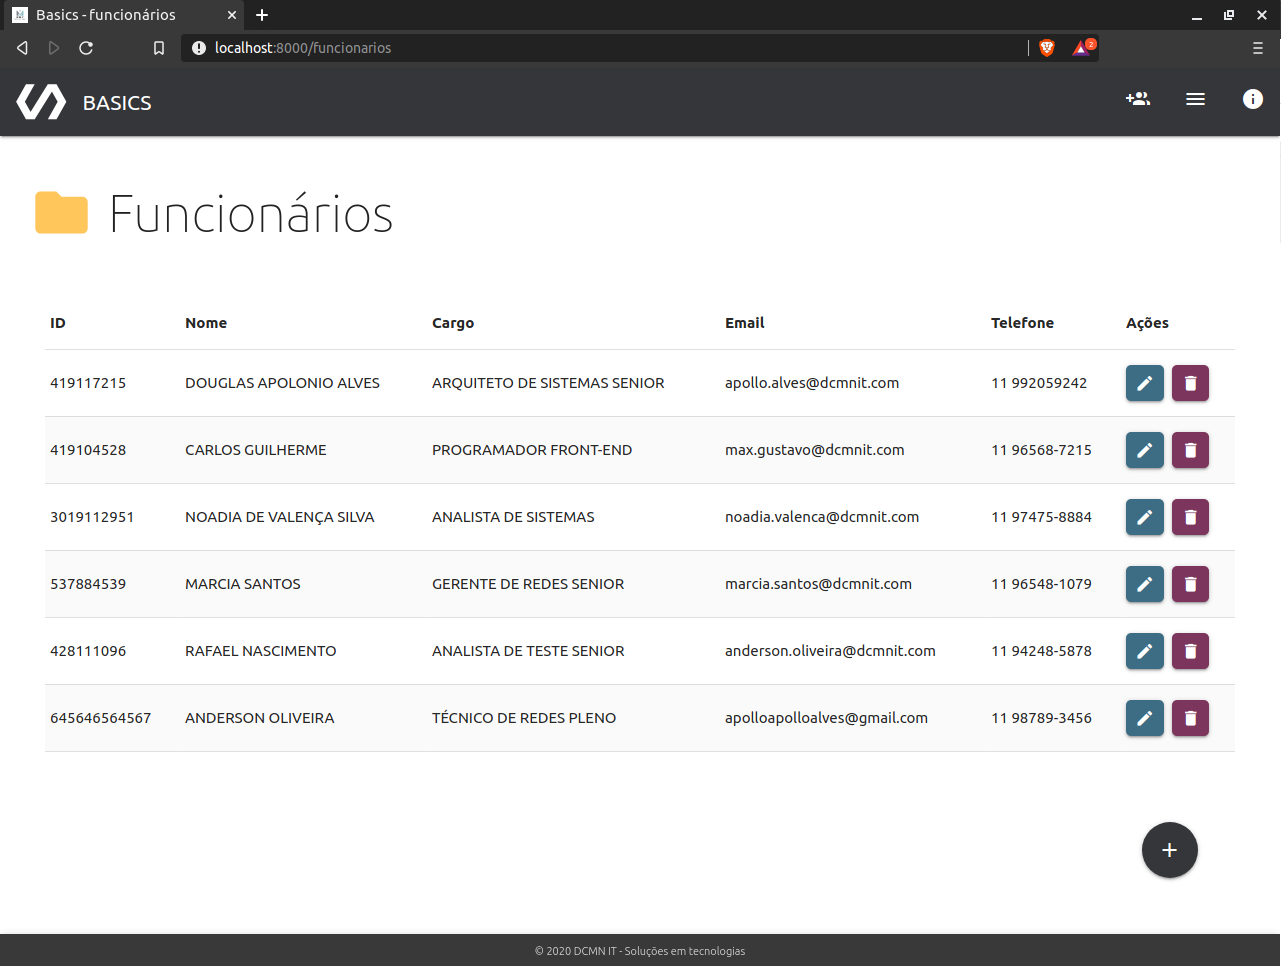 Basics - funcionários
localhost:8000/funcionarios
2
BASICS
Funcionários
ID Nome Cargo Email Telefone Ações
419117215 DOUGLAS APOLONIO ALVES ARQUITETO DE SISTEMAS SENIOR apollo.alves@dcmnit.com 11 992059242
419104528 CARLOS GUILHERME PROGRAMADOR FRONT-END max.gustavo@dcmnit.com 11 96568-7215
3019112951 NOADIA DE VALENÇA SILVA ANALISTA DE SISTEMAS noadia.valenca@dcmnit.com 11 97475-8884
537884539 MARCIA SANTOS GERENTE DE REDES SENIOR marcia.santos@dcmnit.com 11 96548-1079
428111096 RAFAEL NASCIMENTO ANALISTA DE TESTE SENIOR anderson.oliveira@dcmnit.com 11 94248-5878
645646564567 ANDERSON OLIVEIRA TÉCNICO DE REDES PLENO apolloapolloalves@gmail.com 11 98789-3456
© 2020 DCMN IT - Soluções em tecnologias